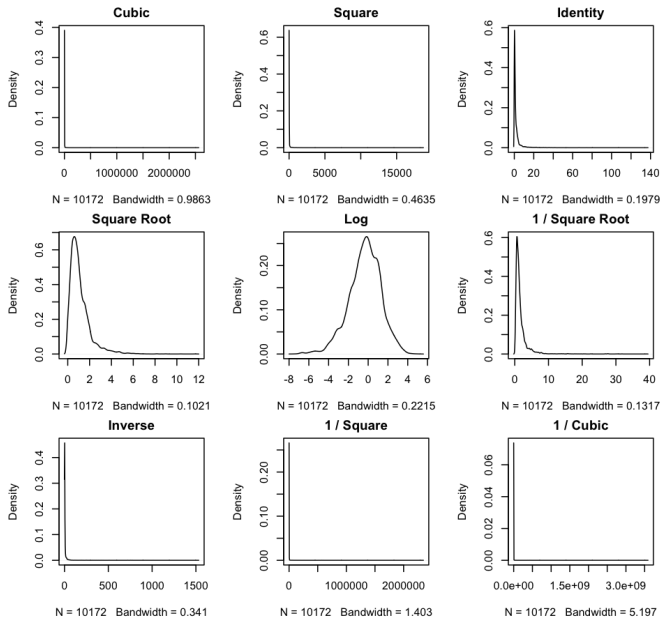 Cubic
Density
0.0 0.1 0.2 0.3 0.4
0 1000000 2000000
N = 10172 Bandwidth = 0.9863
Square
Density
0.0 0.2 0.4 0.6
0 5000 15000
N = 10172 Bandwidth = 0.4635
Identity
Density
0.0 0.2 0.4 0.6
0 20 60 100 140
N = 10172 Bandwidth = 0.1979
Square Root
Density
0.0 0.2 0.4 0.6
0 2 4 6 8 10 12
N = 10172 Bandwidth = 0.1021
Log
Density
0.00 0.10 0.20
-8 -6 -4 -2 0 2 4 6
N = 10172 Bandwidth = 0.2215
1 / Square Root
Density
0.0 0.2 0.4 0.6
0 10 20 30 40
N = 10172 Bandwidth = 0.1317
Inverse
Density
0.0 0.1 0.2 0.3 0.4
0 500 1000 1500
N = 10172 Bandwidth = 0.341
1 / Square
Density
0.00 0.10 0.20
0 1000000 2000000
N = 10172 Bandwidth = 1.403
1 / Cubic
Density
0.00 0.02 0.04 0.06
0.0e+00 1.5e+09 3.0e+09
N = 10172 Bandwidth = 5.197